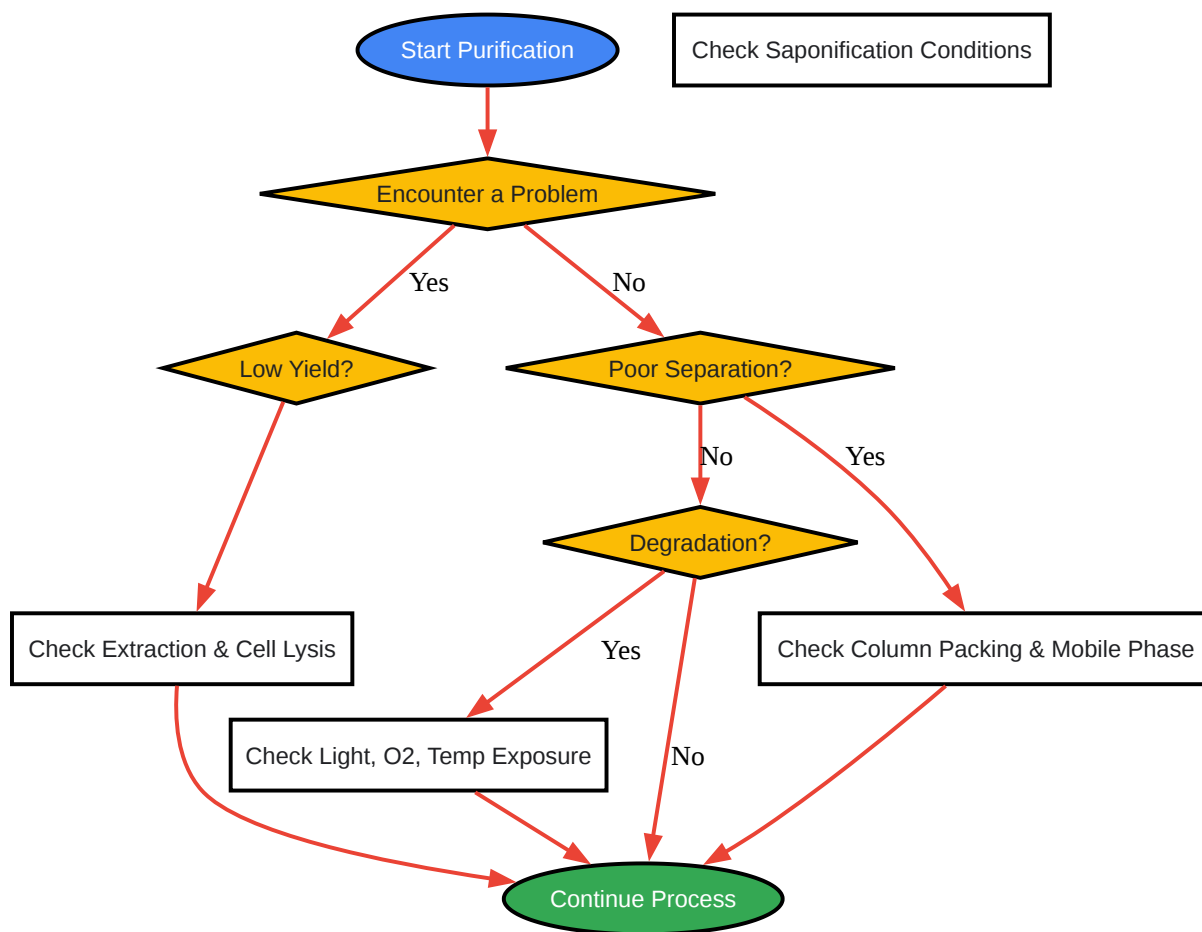 Start Purification
Check Saponification Conditions
Encounter a Problem
Yes
No
Low Yield?
Poor Separation?
No
Yes
Degradation?
Check Extraction & Cell Lysis
Yes
Check Column Packing & Mobile Phase
Check Light, O2, Temp Exposure
No
Continue Process